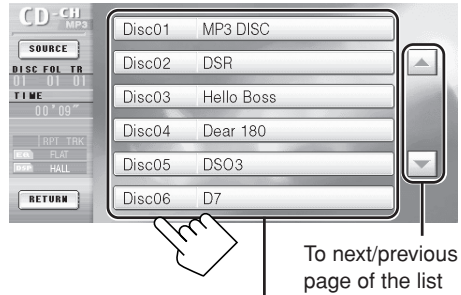 CD-CH
MP3
SOURCE
DISC FOL TR
01 01 01
TIME
00'09"
RPT TRK
EQ FLAT
DSP HALL
RETURN
Disc01 MP3 DISC
Disc02 DSR
Disc03 Hello Boss
Disc04 Dear 180
Disc05 DSO3
Disc06 D7
To next/previous
page of the list